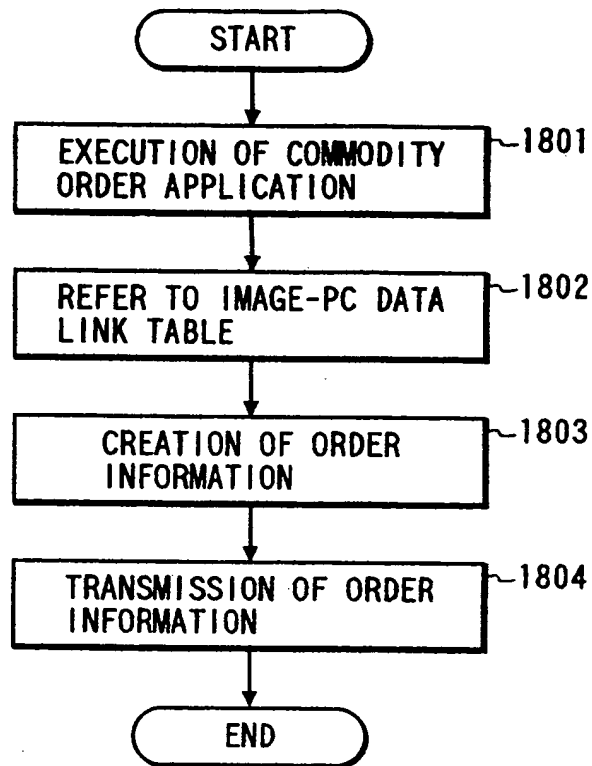 START
EXECUTION OF COMMODITY
ORDER APPLICATION
1801
REFER TO IMAGE-PC DATA
LINK TABLE
1802
CREATION OF ORDER
INFORMATION
1803
TRANSMISSION OF ORDER
INFORMATION
1804
END